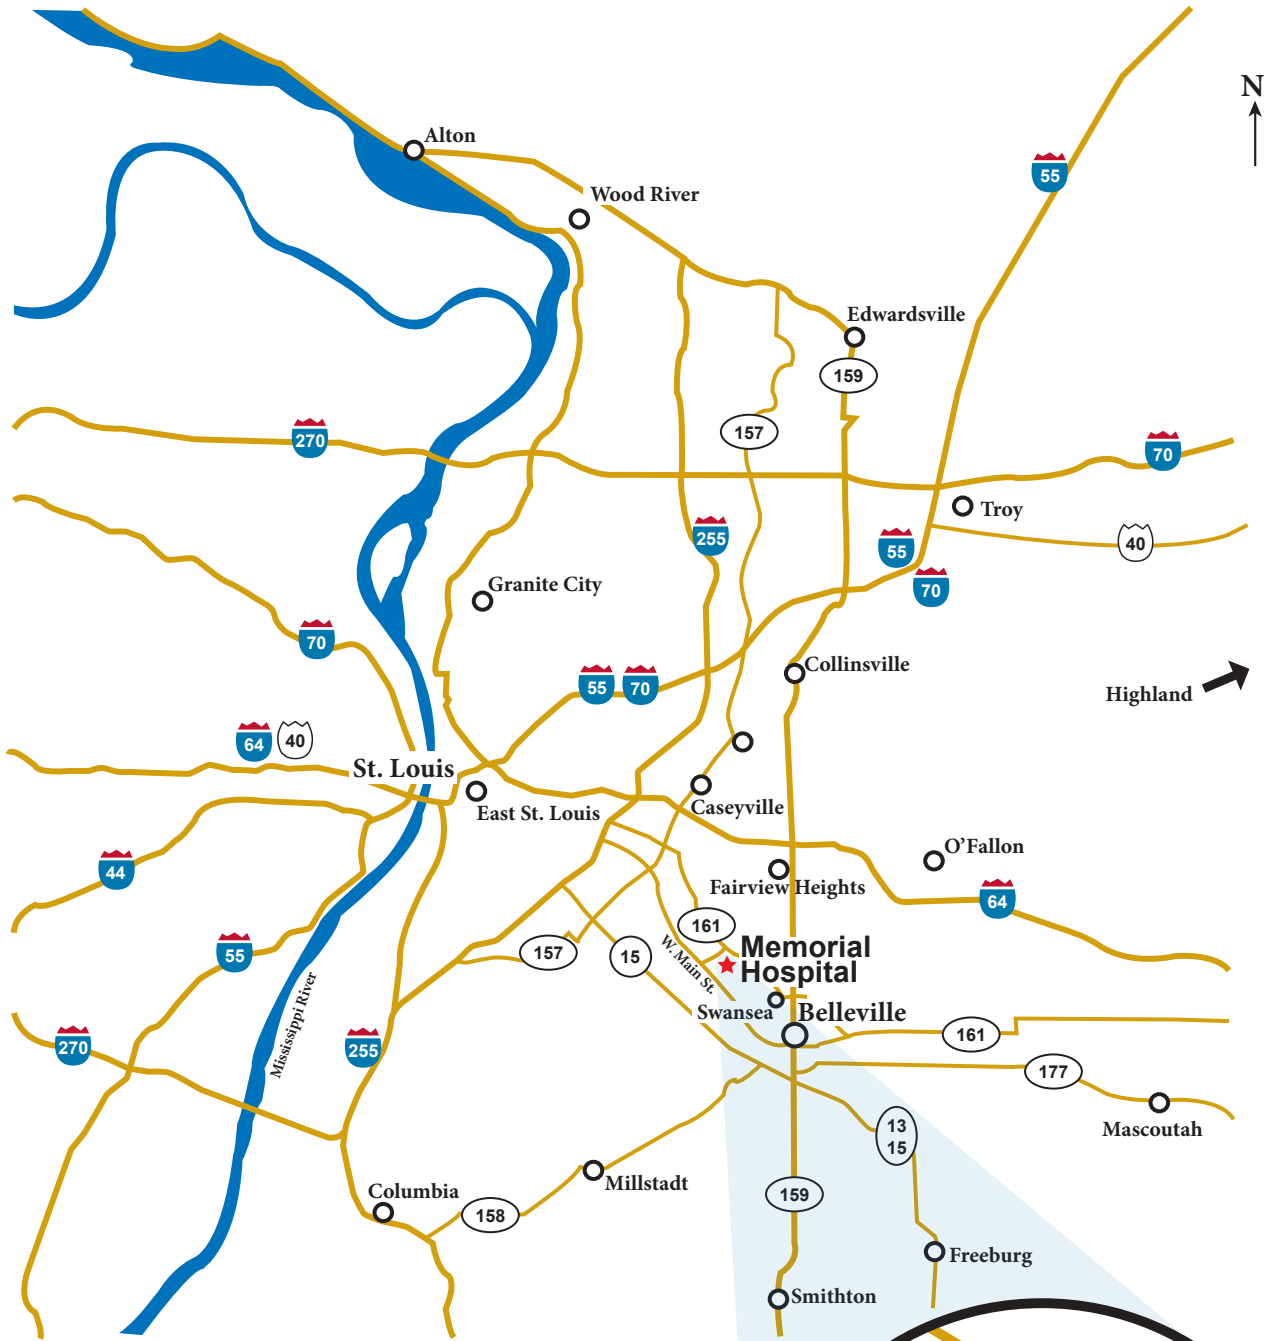 N
Alton
55
Wood River
Edwardsville
159
157
270
70
Troy
255
55
40
70
Granite City
70
Collinsville
55
70
Highland
64
40
St. Louis
East St. Louis
Caseyville
O'Fallon
44
Fairview Heights
64
161
Memorial
Hospital
55
157
15
W. Main St.
Swansea
Belleville
Mississippi River
161
270
255
177
Mascoutah
13
15
Millstadt
Columbia
159
158
Freeburg
Smithton